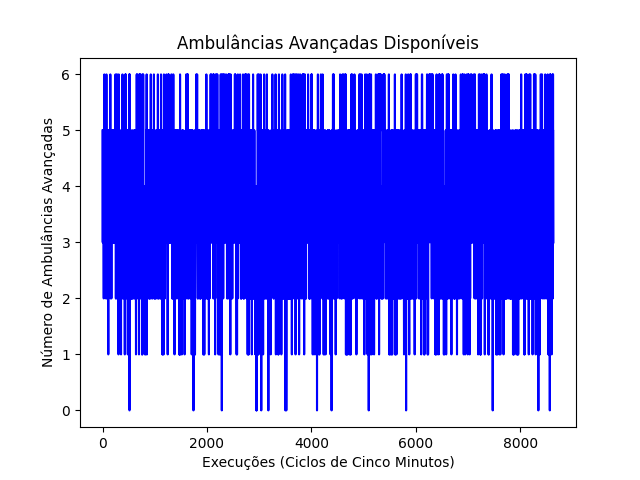 Ambulâncias Avançadas Disponíveis
Número de Ambulâncias Avançadas
6
5
4
3
2
1
0
0 2000 4000 6000 8000
Execuções (Ciclos de Cinco Minutos)